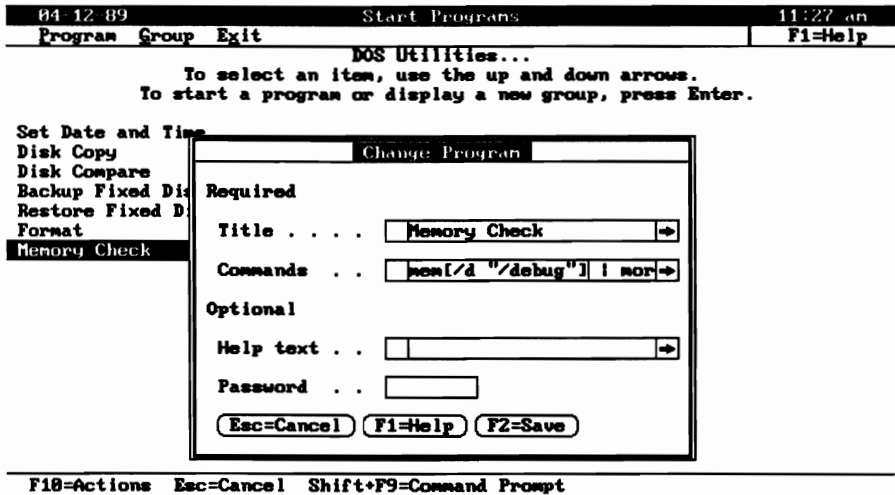 04-12-89 Start Programs 11:27 am
Program Group Exit F1=Help
DOS Utilities...
To select an item, use the up and down arrows.
To start a program or display a new group, press Enter.
Set Date and Time
Disk Copy
Disk Compare
Backup Fixed Dis
Restore Fixed D
Format
Memory Check
Change Program
Required
Title . . . . Memory Check →
Commands . . mem[/d "/debug"] | mor→
Optional
Help text . . →
Password . .
Esc=Cancel F1=Help F2=Save
F10=Actions Esc=Cancel Shift+F9=Command Prompt